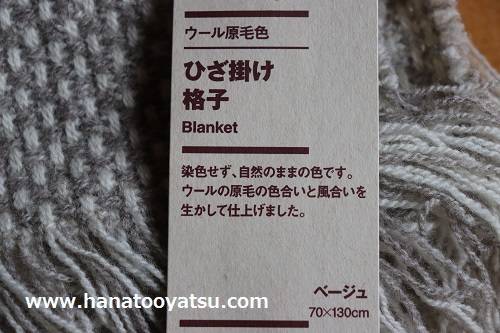 ウール原毛色
ひざ掛け
格子
Blanket
染色せず、自然のままの色です。
ウールの原毛の色合いと風合いを
生かして仕上げました。
ベージュ
70×130cm
www.hanatooyatsu.com